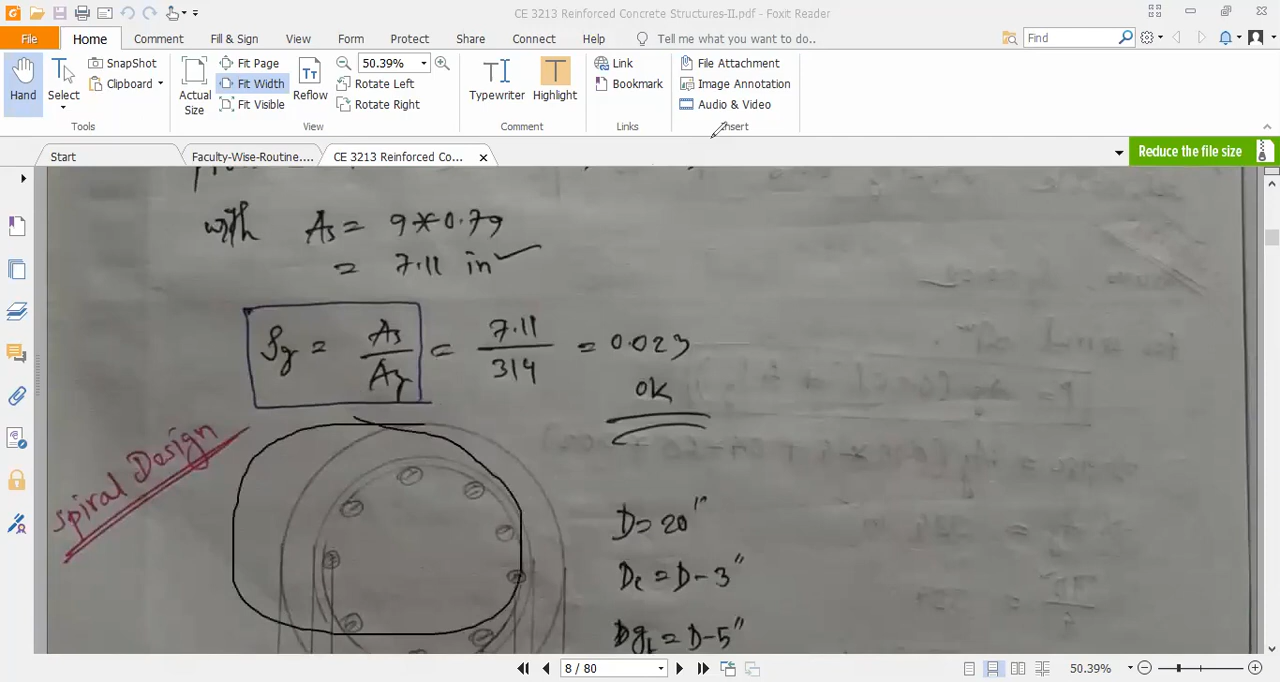 CE 3213 Reinforced Concrete Structures-II.pdf - Foxit Reader
File Home Comment Fill & Sign View Form Protect Share Connect Help Tell me what you want to do.. Find
Hand
Select
SnapShot
Clipboard
Tools
Actual Size
Fit Page
Fit Width
Fit Visible
Reflow
50.39%
Rotate Left
Rotate Right
View
Typewriter
Highlight
Comment
Link
Bookmark
Links
File Attachment
Image Annotation
Audio & Video
Insert
Start Faculty-Wise-Routine.... CE 3213 Reinforced Co... Reduce the file size
with As = 9*0.79
= 7.11 in
ρg = As/Ag = 7.11/314 = 0.023
OK
Spiral Design
D = 20"
Dc = D-3"
= D-5"
8 / 80 50.39%